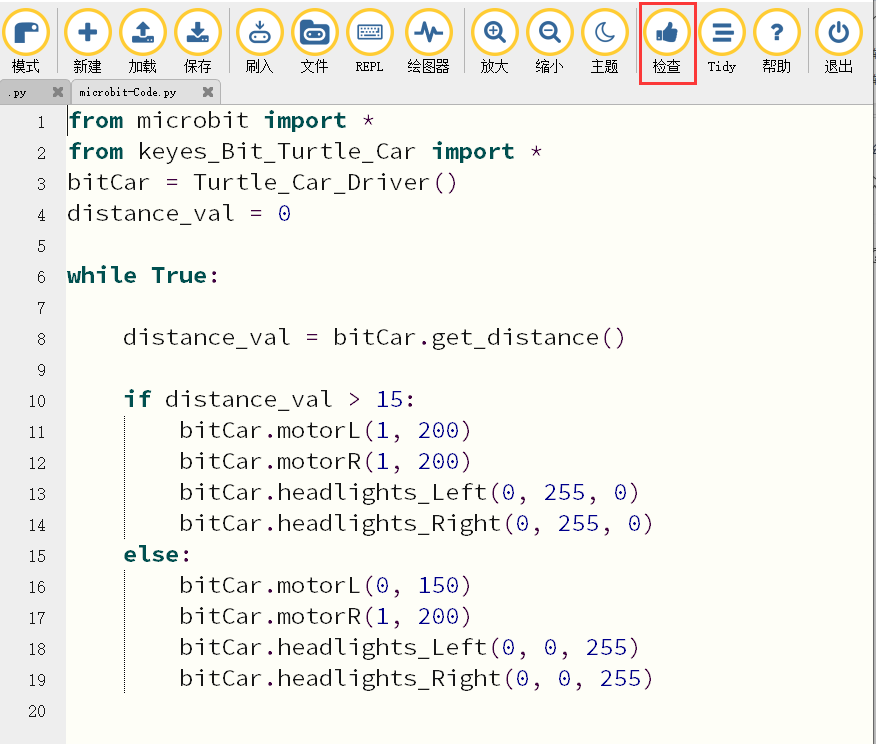 模式 新建 加载 保存 刷入 文件 REPL 绘图器 放大 缩小 主题 检查 Tidy 帮助 退出
.py microbit-Code.py
1 from microbit import *
2 from keyes_Bit_Turtle_Car import *
3 bitCar = Turtle_Car_Driver()
4 distance_val = 0
5
6 while True:
7
8 distance_val = bitCar.get_distance()
9
10 if distance_val > 15:
11 bitCar.motorL(1, 200)
12 bitCar.motorR(1, 200)
13 bitCar.headlights_Left(0, 255, 0)
14 bitCar.headlights_Right(0, 255, 0)
15 else:
16 bitCar.motorL(0, 150)
17 bitCar.motorR(1, 200)
18 bitCar.headlights_Left(0, 0, 255)
19 bitCar.headlights_Right(0, 0, 255)
20